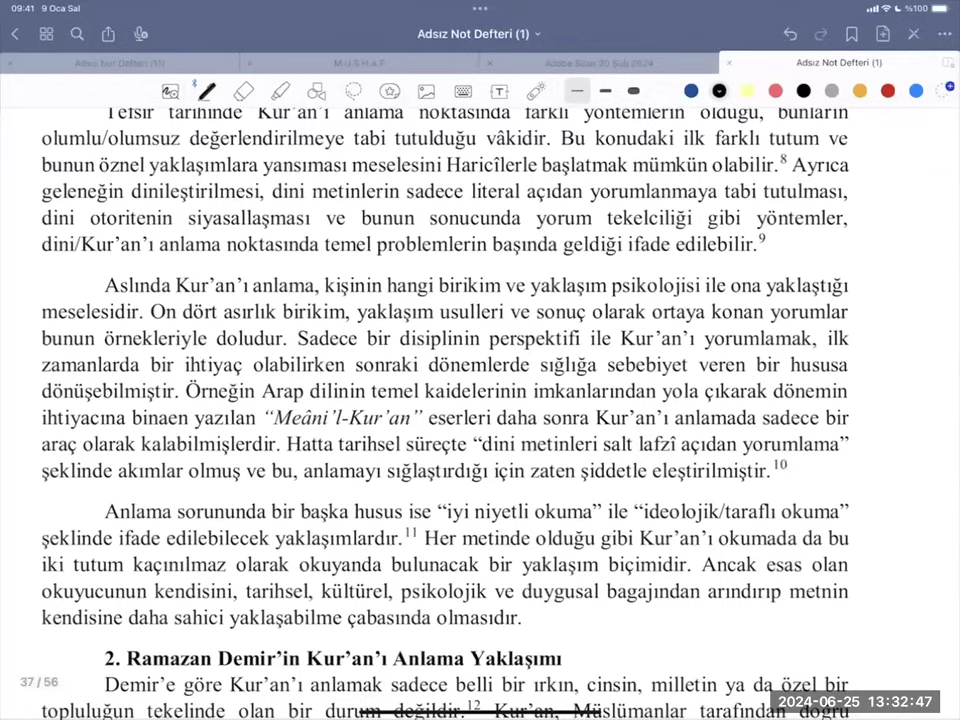 09:41 9 Oca Sal
%100
Adsız Not Defteri (1)
Adsız Not Defteri (11)
M U S H A F
Adobe Scan 20 Şub 2024
Adsız Not Defteri (1)
Tefsir tarihinde Kur’an’ı anlama noktasında farklı yöntemlerin olduğu, bunların
olumlu/olumsuz değerlendirilmeye tabi tutulduğu vâkidir. Bu konudaki ilk farklı tutum ve
bunun öznel yaklaşımlara yansıması meselesini Haricîlerle başlatmak mümkün olabilir.8 Ayrıca
geleneğin dinileştirilmesi, dini metinlerin sadece literal açıdan yorumlanmaya tabi tutulması,
dini otoritenin siyasallaşması ve bunun sonucunda yorum tekelciliği gibi yöntemler,
dini/Kur’an’ı anlama noktasında temel problemlerin başında geldiği ifade edilebilir.9
Aslında Kur’an’ı anlama, kişinin hangi birikim ve yaklaşım psikolojisi ile ona yaklaştığı
meselesidir. On dört asırlık birikim, yaklaşım usulleri ve sonuç olarak ortaya konan yorumlar
bunun örnekleriyle doludur. Sadece bir disiplinin perspektifi ile Kur’an’ı yorumlamak, ilk
zamanlarda bir ihtiyaç olabilirken sonraki dönemlerde sığlığa sebebiyet veren bir hususa
dönüşebilmiştir. Örneğin Arap dilinin temel kaidelerinin imkanlarından yola çıkarak dönemin
ihtiyacına binaen yazılan “Meâni’l-Kur’an” eserleri daha sonra Kur’an’ı anlamada sadece bir
araç olarak kalabilmişlerdir. Hatta tarihsel süreçte “dini metinleri salt lafzî açıdan yorumlama”
şeklinde akımlar olmuş ve bu, anlamayı sığlaştırdığı için zaten şiddetle eleştirilmiştir.10
Anlama sorununda bir başka husus ise “iyi niyetli okuma” ile “ideolojik/taraflı okuma”
şeklinde ifade edilebilecek yaklaşımlardır.11 Her metinde olduğu gibi Kur’an’ı okumada da bu
iki tutum kaçınılmaz olarak okuyanda bulunacak bir yaklaşım biçimidir. Ancak esas olan
okuyucunun kendisini, tarihsel, kültürel, psikolojik ve duygusal bagajından arındırıp metnin
kendisine daha sahici yaklaşabilme çabasında olmasıdır.
2. Ramazan Demir’in Kur’an’ı Anlama Yaklaşımı
Demir’e göre Kur’an’ı anlamak sadece belli bir ırkın, cinsin, milletin ya da özel bir
topluluğun tekelinde olan bir durum değildir.12 Kur’an, Müslümanlar tarafından doğru
37 / 56
2024-06-25 13:32:47